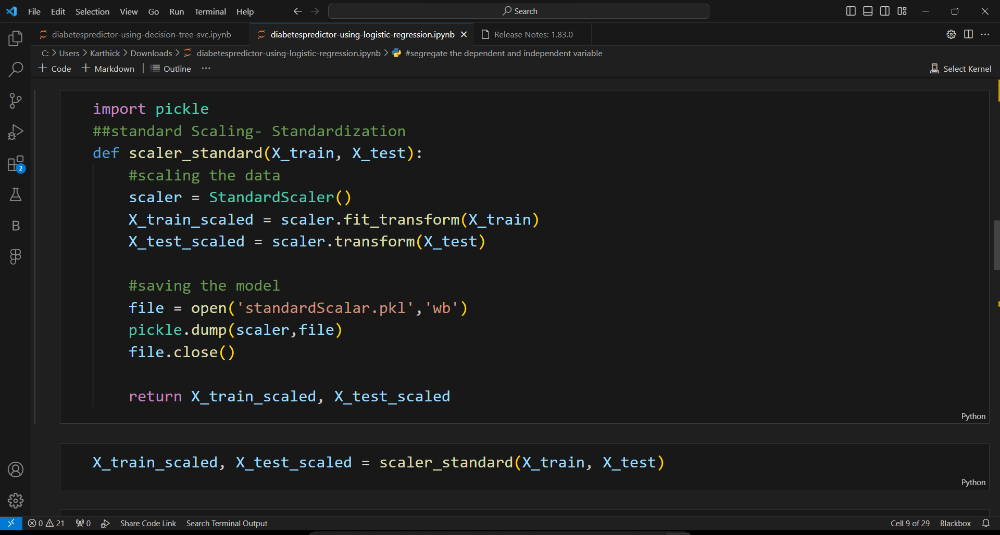 File Edit Selection View Go Run Terminal Help Search
diabetespredictor-using-decision-tree-svc.ipynb diabetespredictor-using-logistic-regression.ipynb Release Notes: 1.83.0
C: > Users > Karthick > Downloads > diabetespredictor-using-logistic-regression.ipynb > #segregate the dependent and independent variable
+ Code + Markdown | Outline ... Select Kernel
import pickle
##standard Scaling- Standardization
def scaler_standard(X_train, X_test):
    #scaling the data
    scaler = StandardScaler()
    X_train_scaled = scaler.fit_transform(X_train)
    X_test_scaled = scaler.transform(X_test)
    #saving the model
    file = open('standardScalar.pkl','wb')
    pickle.dump(scaler,file)
    file.close()
    return X_train_scaled, X_test_scaled
Python
X_train_scaled, X_test_scaled = scaler_standard(X_train, X_test)
Python
2
B
0 21 0 Share Code Link Search Terminal Output Cell 9 of 29 Blackbox